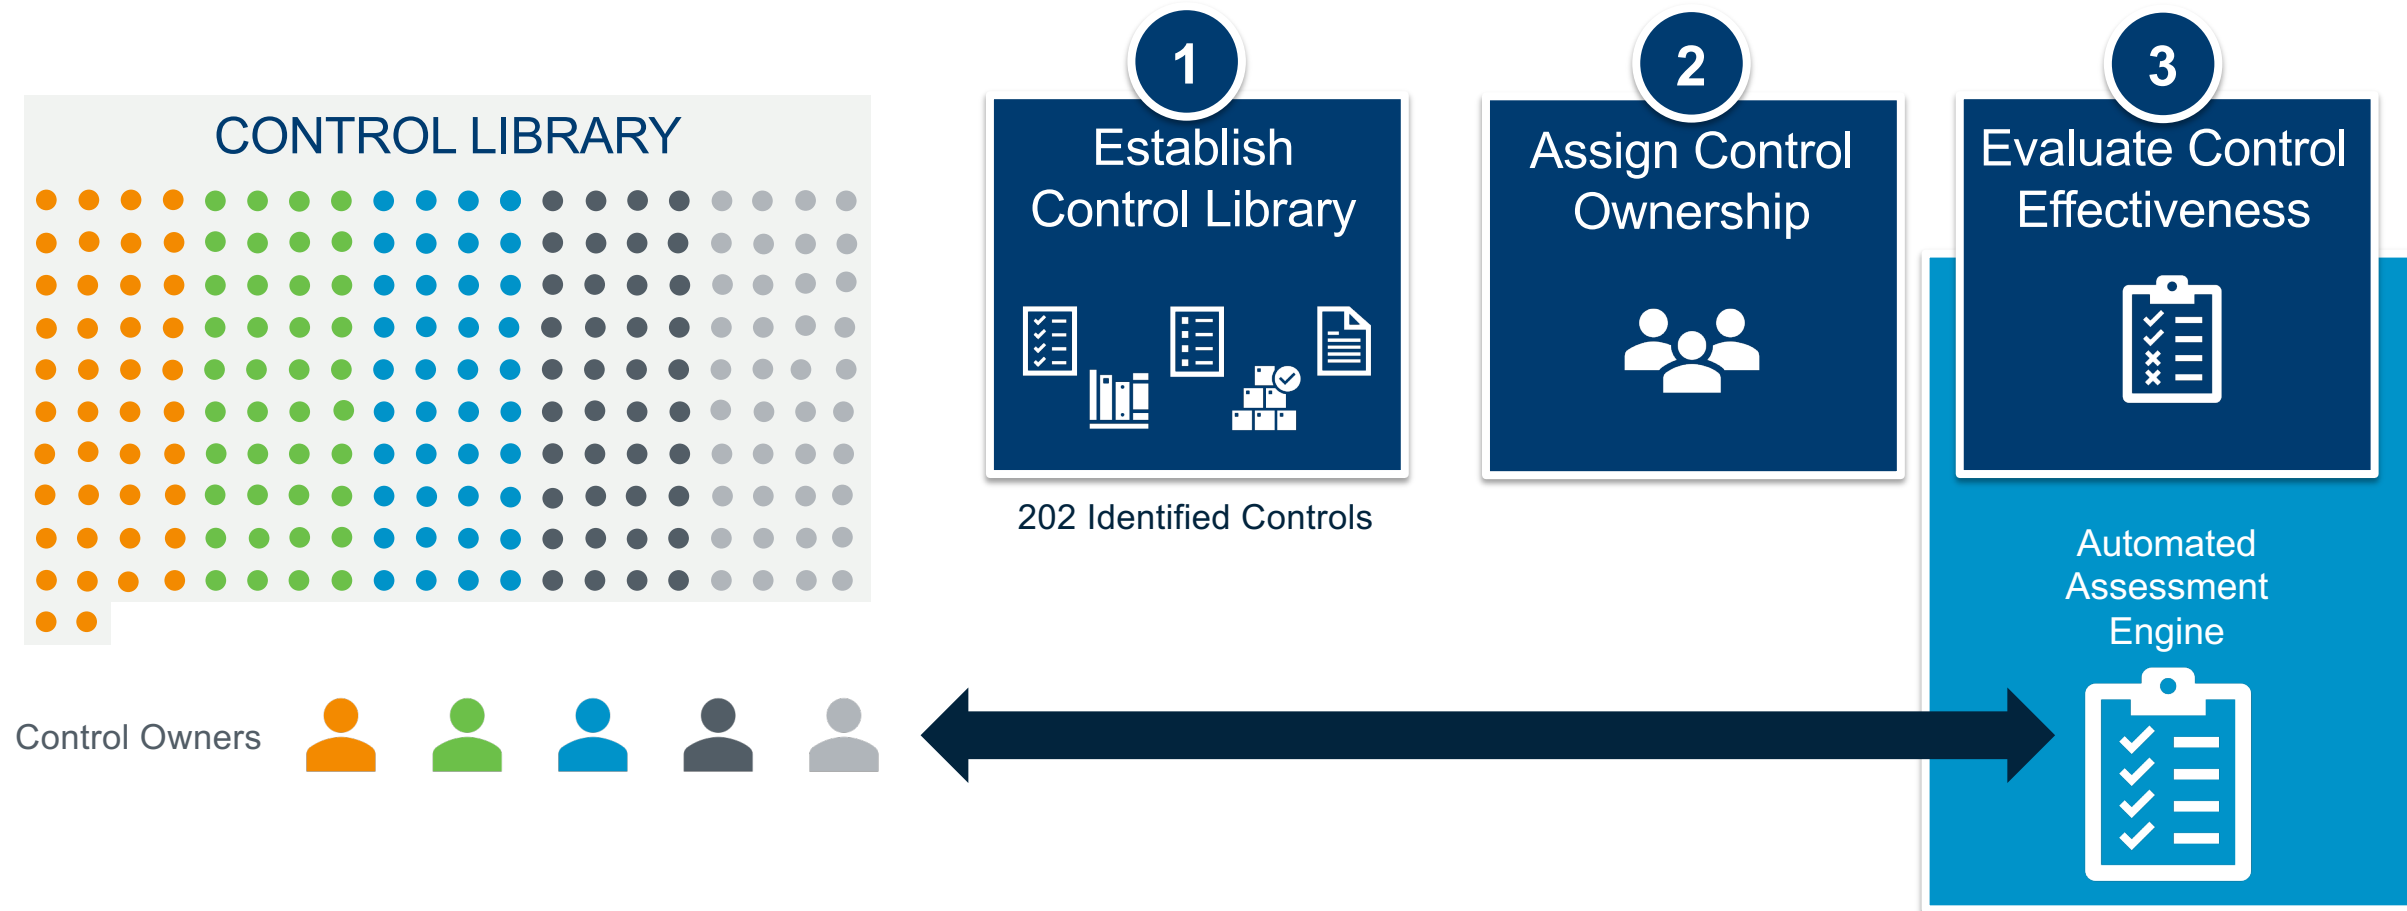 CONTROL LIBRARY
Control Owners
1
Establish
Control Library
202 Identified Controls
2
Assign Control
Ownership
3
Evaluate Control
Effectiveness
Automated
Assessment
Engine